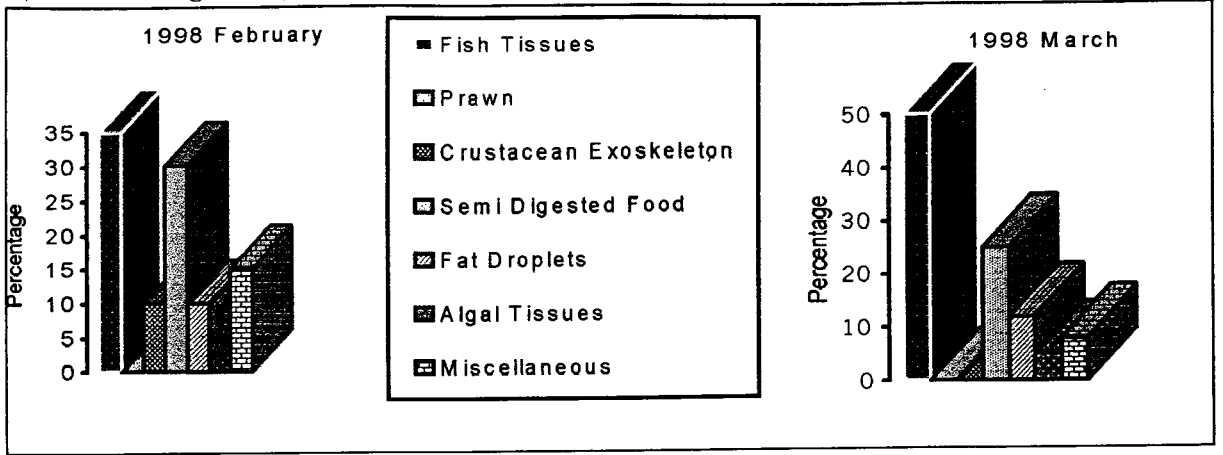 1998 February
Percentage
35
30
25
20
15
10
5
0
Fish Tissues
Prawn
Crustacean Exoskeleton
Semi Digested Food
Fat Droplets
Algal Tissues
Miscellaneous
1998 March
Percentage
50
40
30
20
10
0